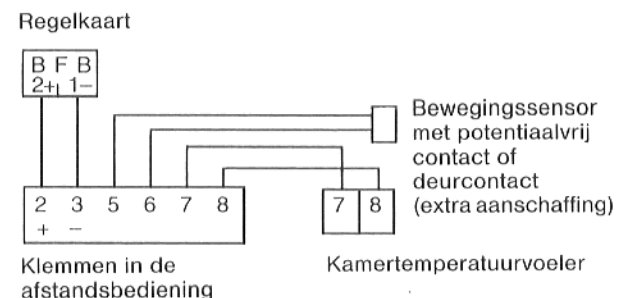 Regelkaart
B F B
2+ 1−
Bewegingssensor
met potentiaalvrij
contact of
deurcontact
(extra aanschaffing)
2 3 5 6 7 8
+ −
7 8
Klemmen in de
afstandsbediening
Kamertemperatuurvoeler